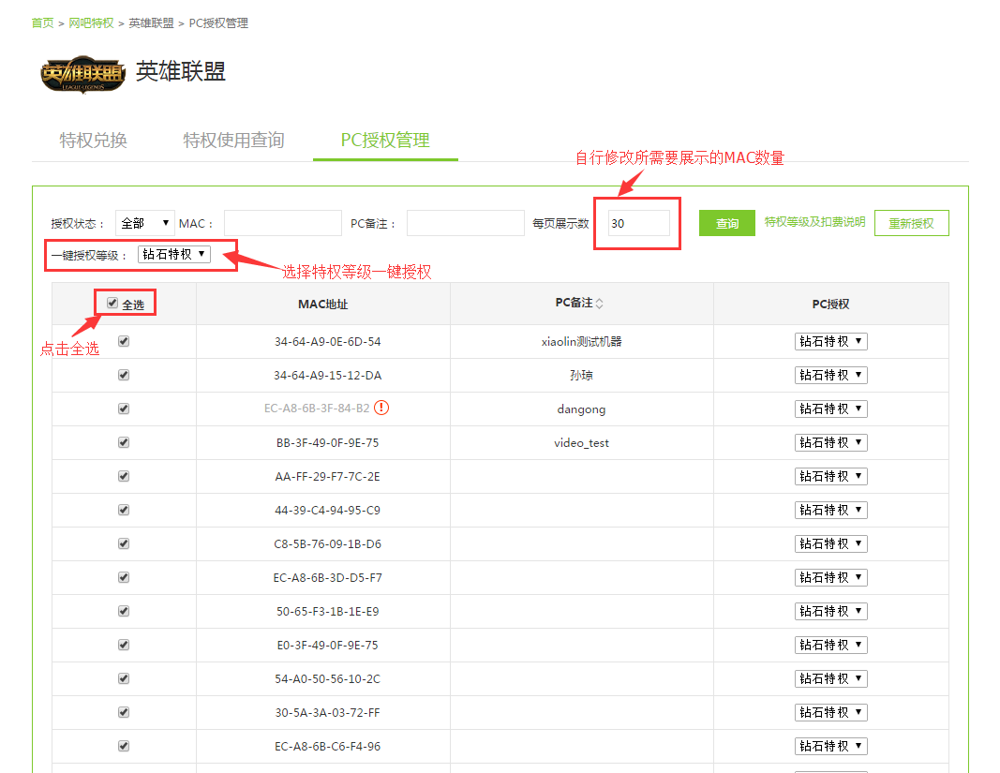 首页 > 网吧特权 > 英雄联盟 > PC授权管理
英雄联盟
LEAGUE LEGENDS
英雄联盟
特权兑换 特权使用查询 PC授权管理
自行修改所需要展示的MAC数量
授权状态： 全部 MAC： PC备注： 每页展示数 30 查询 特权等级及扣费说明 重新授权
一键授权等级： 钻石特权
选择特权等级一键授权
全选 MAC地址 PC备注 PC授权
点击全选
34-64-A9-0E-6D-54 xiaolin测试机器 钻石特权
34-64-A9-15-12-DA 孙琼 钻石特权
EC-A8-6B-3F-84-B2 dangong 钻石特权
BB-3F-49-0F-9E-75 video_test 钻石特权
AA-FF-29-F7-7C-2E 钻石特权
44-39-C4-94-95-C9 钻石特权
C8-5B-76-09-1B-D6 钻石特权
EC-A8-6B-3D-D5-F7 钻石特权
50-65-F3-1B-1E-E9 钻石特权
E0-3F-49-0F-9E-75 钻石特权
54-A0-50-56-10-2C 钻石特权
30-5A-3A-03-72-FF 钻石特权
EC-A8-6B-C6-F4-96 钻石特权